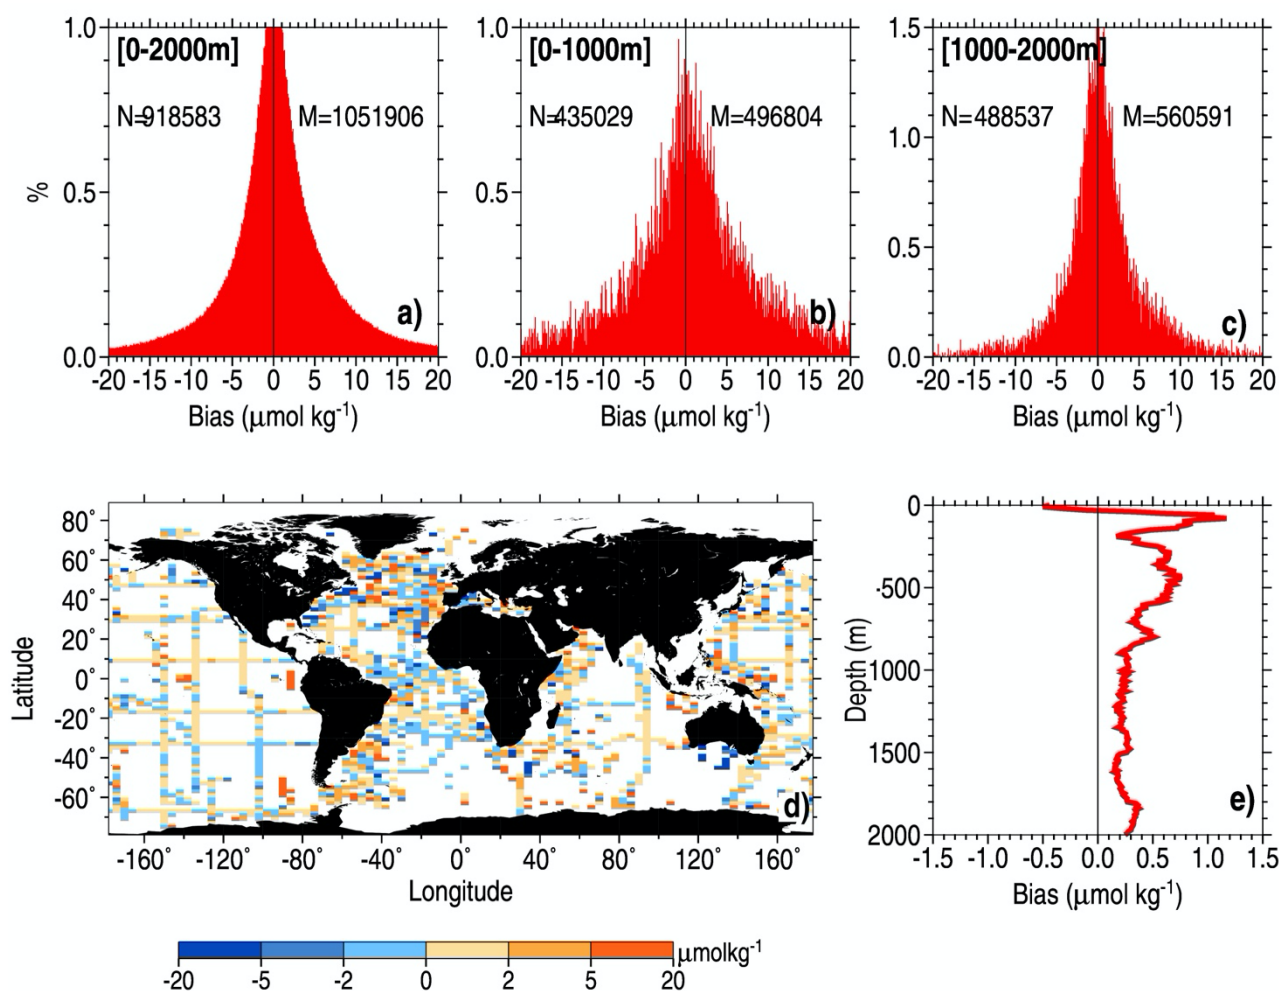 [0-2000m]
N=918583 M=1051906
a)
1.0
0.5
0.0
%
-20 -15 -10 -5 0 5 10 15 20
Bias (µmol kg-1)
[0-1000m]
N=435029 M=496804
b)
1.0
0.5
0.0
-20 -15 -10 -5 0 5 10 15 20
Bias (µmol kg-1)
[1000-2000m]
N=488537 M=560591
c)
1.5
1.0
0.5
0.0
-20 -15 -10 -5 0 5 10 15 20
Bias (µmol kg-1)
80°
60°
40°
20°
0°
-20°
-40°
-60°
Latitude
d)
-160° -120° -80° -40° 0° 40° 80° 120° 160°
Longitude
-20 -5 -2 0 2 5 20
µmolkg-1
0
-500
1000
1500
2000
Depth (m)
e)
-1.5 -1.0 -0.5 0.0 0.5 1.0 1.5
Bias (µmol kg-1)